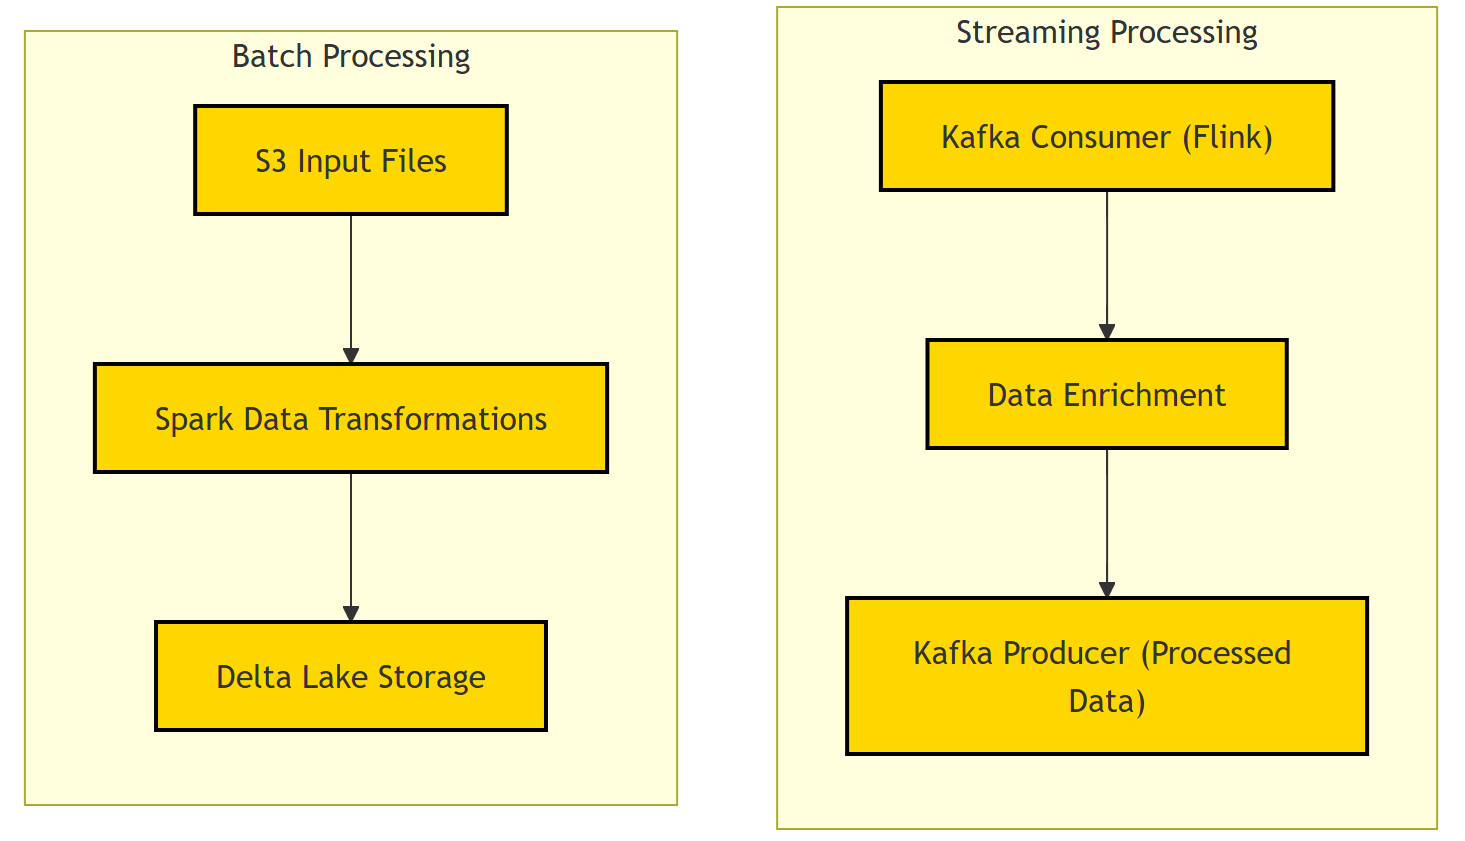 Batch Processing
S3 Input Files
Spark Data Transformations
Delta Lake Storage
Streaming Processing
Kafka Consumer (Flink)
Data Enrichment
Kafka Producer (Processed
Data)